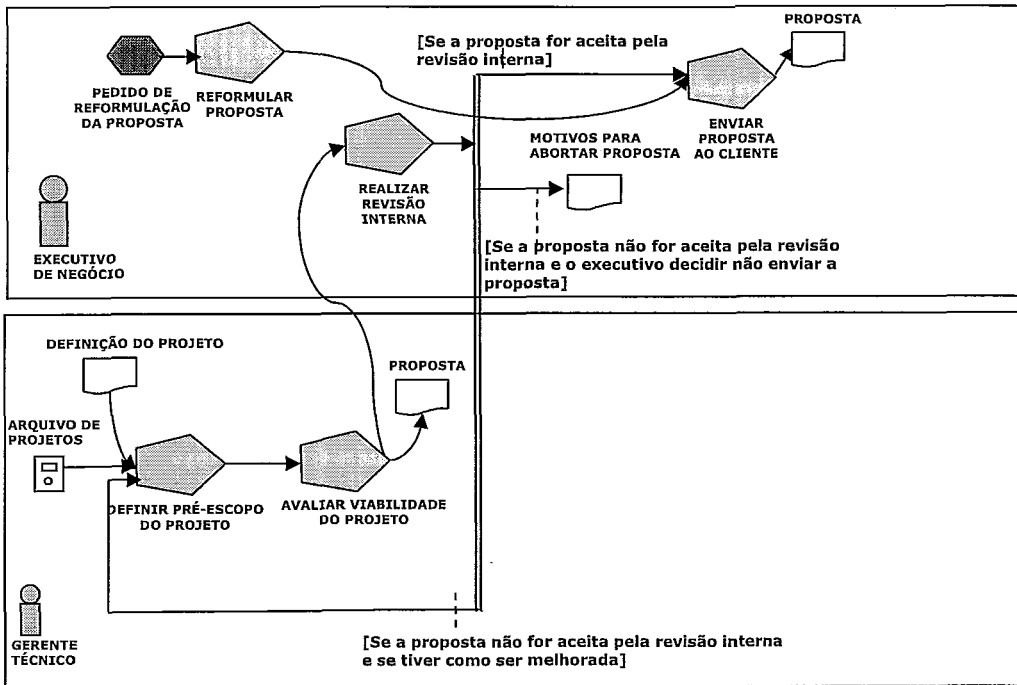 PROPOSTA
[Se a proposta for aceita pela
revisão interna]
PEDIDO DE
REFORMULAÇÃO
DA PROPOSTA
REFORMULAR
PROPOSTA
ENVIAR
PROPOSTA
AO CLIENTE
MOTIVOS PARA
ABORTAR PROPOSTA
REALIZAR
REVISÃO
INTERNA
EXECUTIVO
DE NEGÓCIO
[Se a proposta não for aceita pela revisão
interna e o executivo decidir não enviar a
proposta]
DEFINIÇÃO DO PROJETO
PROPOSTA
ARQUIVO DE
PROJETOS
DEFINIR PRÉ-ESCOPO
DO PROJETO
AVALIAR VIABILIDADE
DO PROJETO
GERENTE
TÉCNICO
[Se a proposta não for aceita pela revisão interna
e se tiver como ser melhorada]